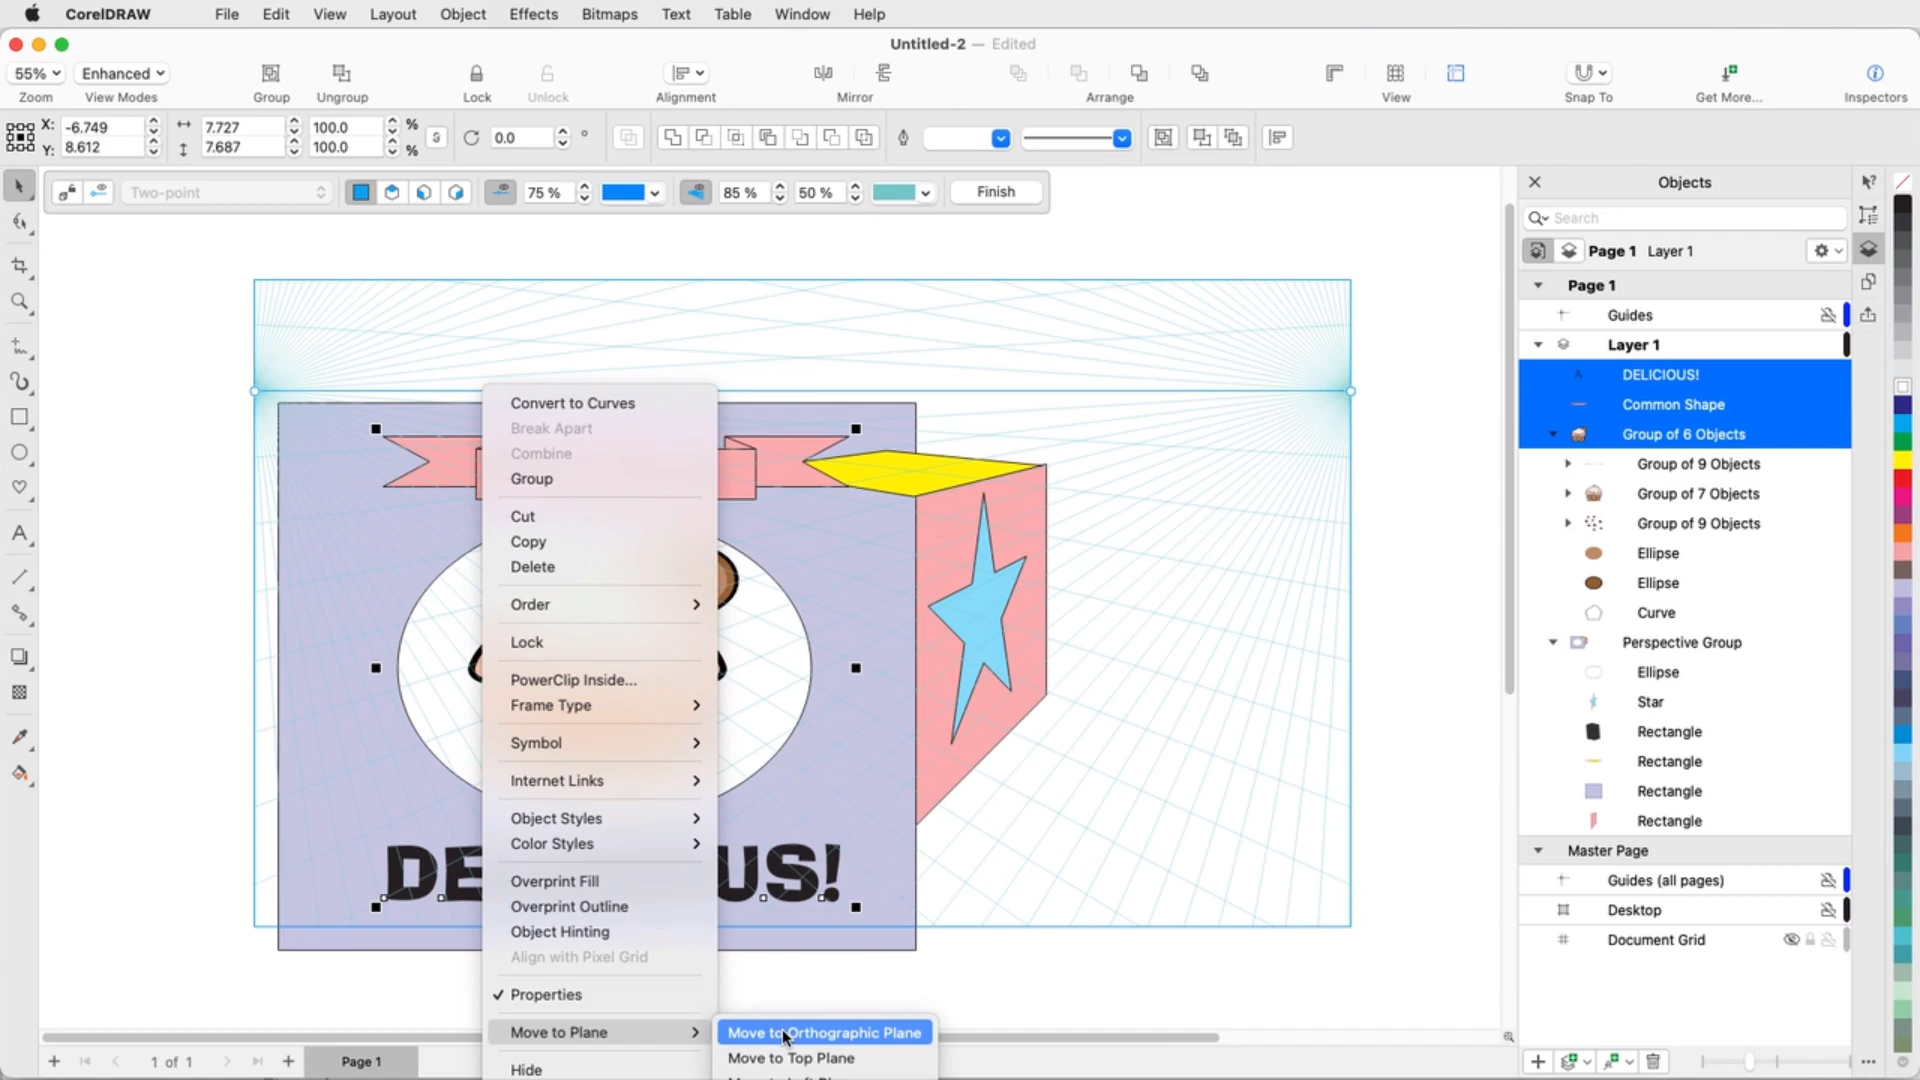 CorelDRAW File Edit View Layout Object Effects Bitmaps Text Table Window Help
Untitled-2 — Edited
55% Enhanced
Zoom View Modes Group Ungroup Lock Unlock Alignment Mirror Arrange View Snap To Get More... Inspectors
X: -6.749 7.727 100.0 % 0.0 °
Y: 8.612 7.687 100.0 %
Two-point 75 % 85 % 50 % Finish
Objects
Search
Page 1 Layer 1
Page 1
Guides
Layer 1
DELICIOUS!
Common Shape
Group of 6 Objects
Group of 9 Objects
Group of 7 Objects
Group of 9 Objects
Ellipse
Ellipse
Curve
Perspective Group
Ellipse
Star
Rectangle
Rectangle
Rectangle
Rectangle
Master Page
Guides (all pages)
Desktop
Document Grid
Convert to Curves
Break Apart
Combine
Group
Cut
Copy
Delete
Order
Lock
PowerClip Inside...
Frame Type
Symbol
Internet Links
Object Styles
Color Styles
Overprint Fill
Overprint Outline
Object Hinting
Align with Pixel Grid
Properties
Move to Plane
Hide
Move to Orthographic Plane
Move to Top Plane
DE US!
1 of 1 Page 1